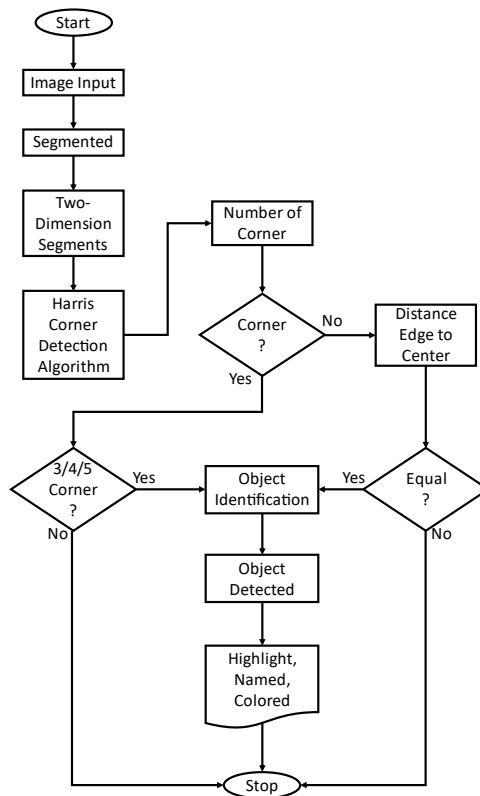 Start
Image Input
Segmented
Two-
Dimension
Segments
Harris
Corner
Detection
Algorithm
Number of
Corner
Corner
?
No
Yes
Distance
Edge to
Center
3/4/5
Corner
?
Yes
No
Object
Identification
Yes
Equal
?
No
Object
Detected
Highlight,
Named,
Colored
Stop